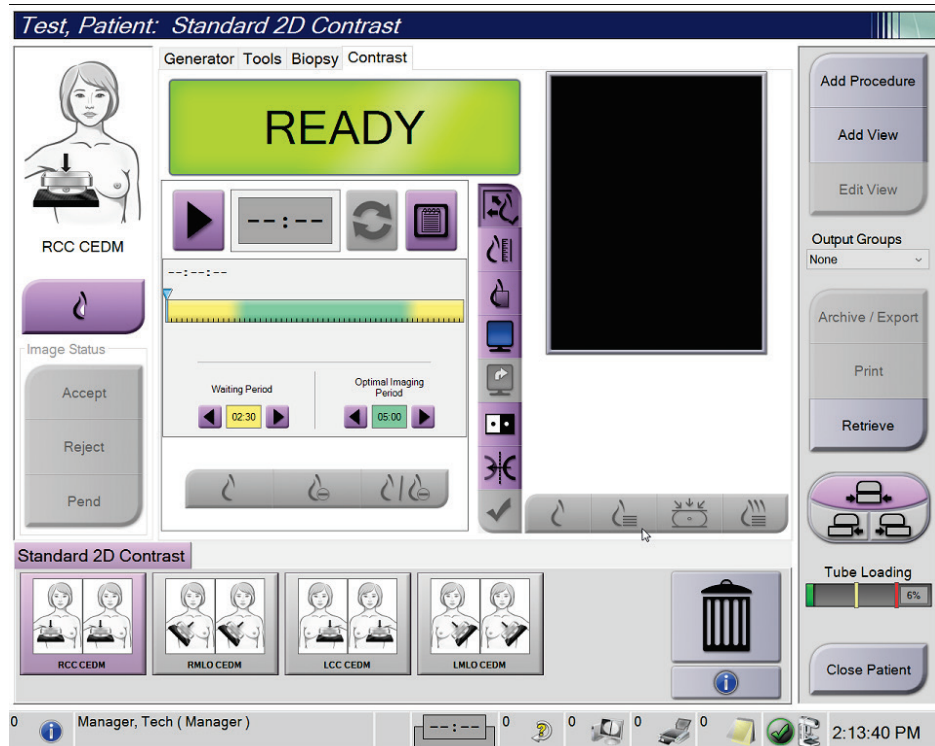 Test, Patient: Standard 2D Contrast
Generator Tools Biopsy Contrast
READY
--:--
--:--:--
Waiting Period
Optimal Imaging
Period
02:30
05:00
RCC CEDM
Image Status
Accept
Reject
Pend
Add Procedure
Add View
Edit View
Output Groups
None
Archive / Export
Print
Retrieve
Tube Loading
6%
Close Patient
Standard 2D Contrast
RCC CEDM
RMLO CEDM
LCC CEDM
LMLO CEDM
0 Manager, Tech ( Manager ) --:-- 0 0 0 0 2:13:40 PM